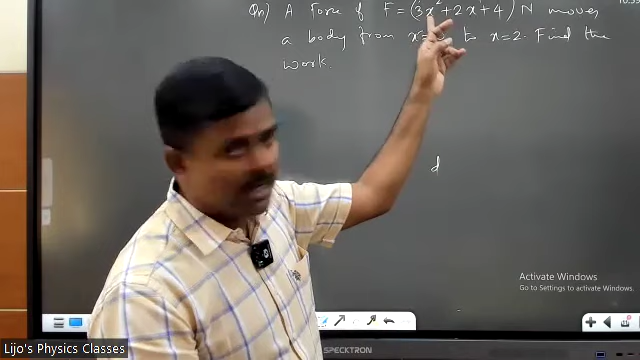 Qn) A Force of F = (3x² + 2x + 4) N moves
a body from x = 0 to x = 2. Find the
work.
d
Activate Windows
Go to Settings to activate Windows.
SPECKTRON
Lijo's Physics Classes